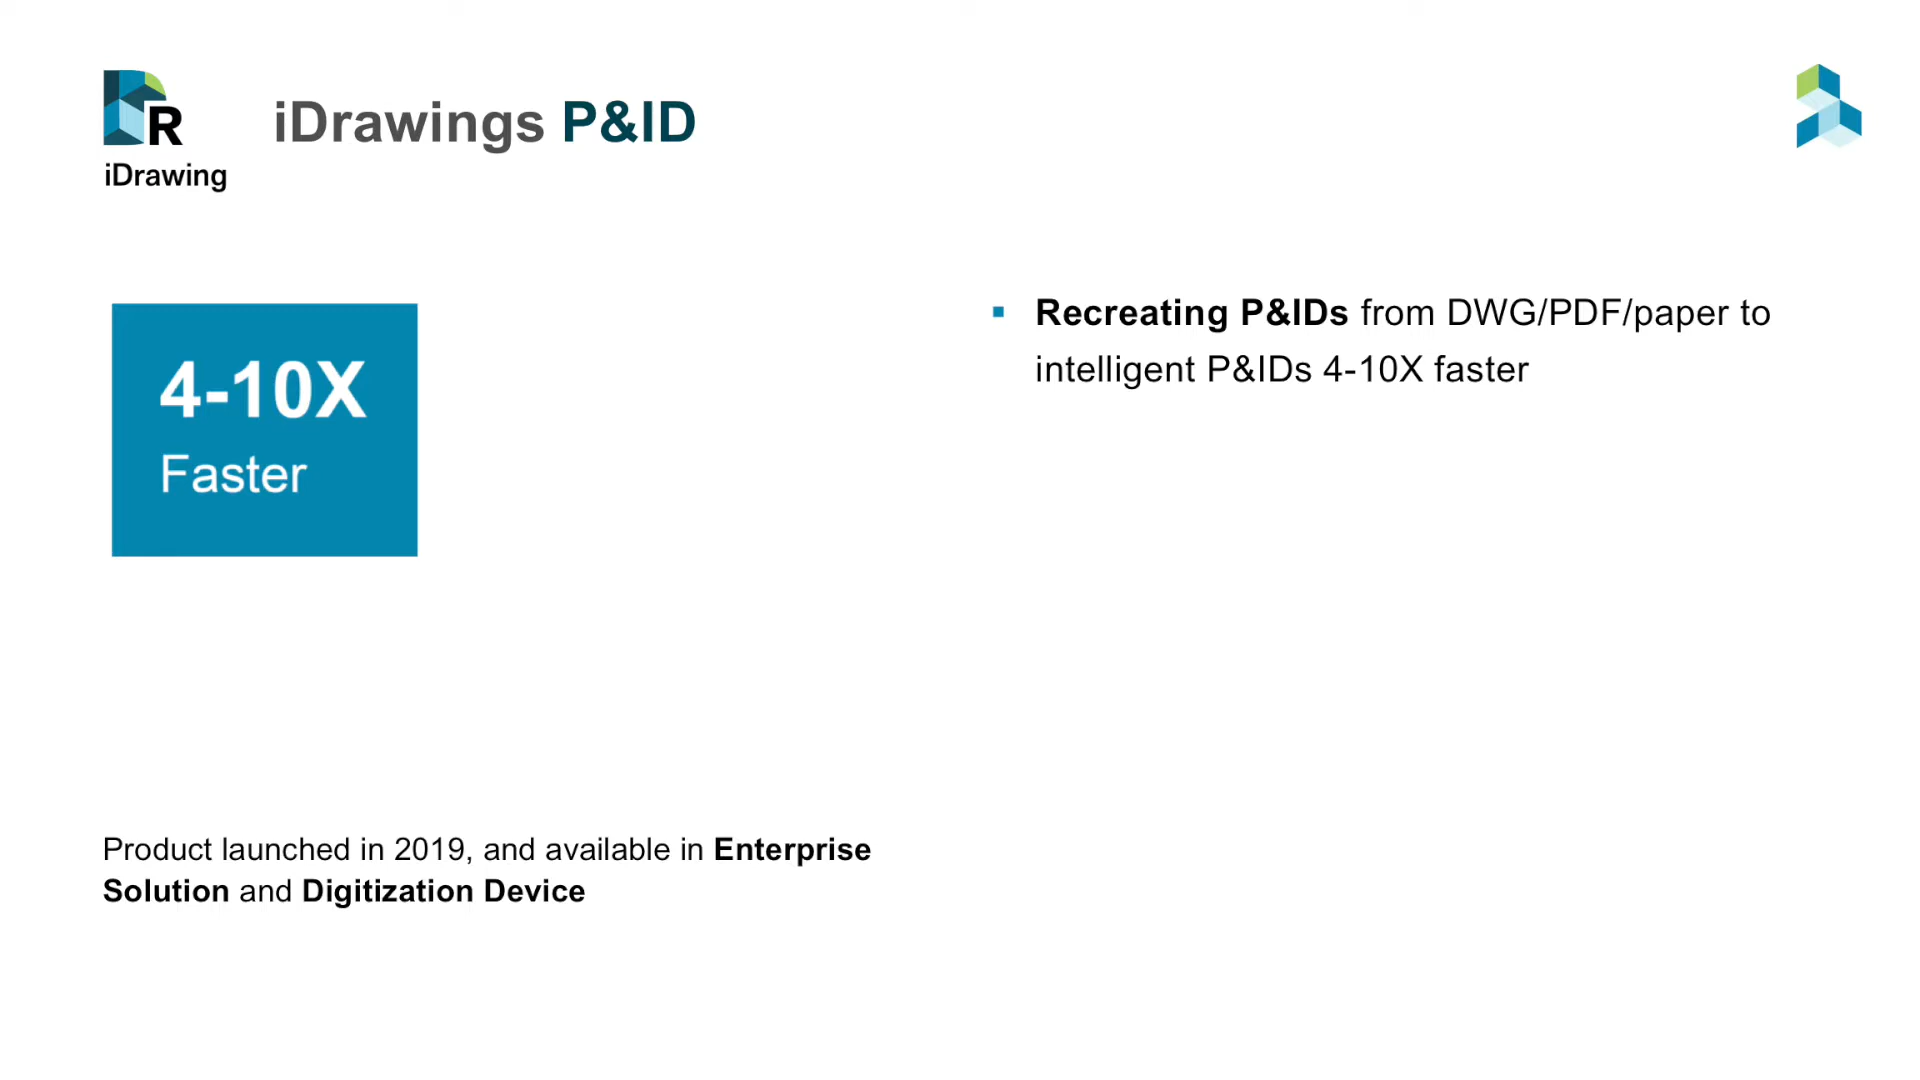 R
iDrawing
iDrawings P&ID
4-10X
Faster
▪ Recreating P&IDs from DWG/PDF/paper to
intelligent P&IDs 4-10X faster
Product launched in 2019, and available in Enterprise
Solution and Digitization Device